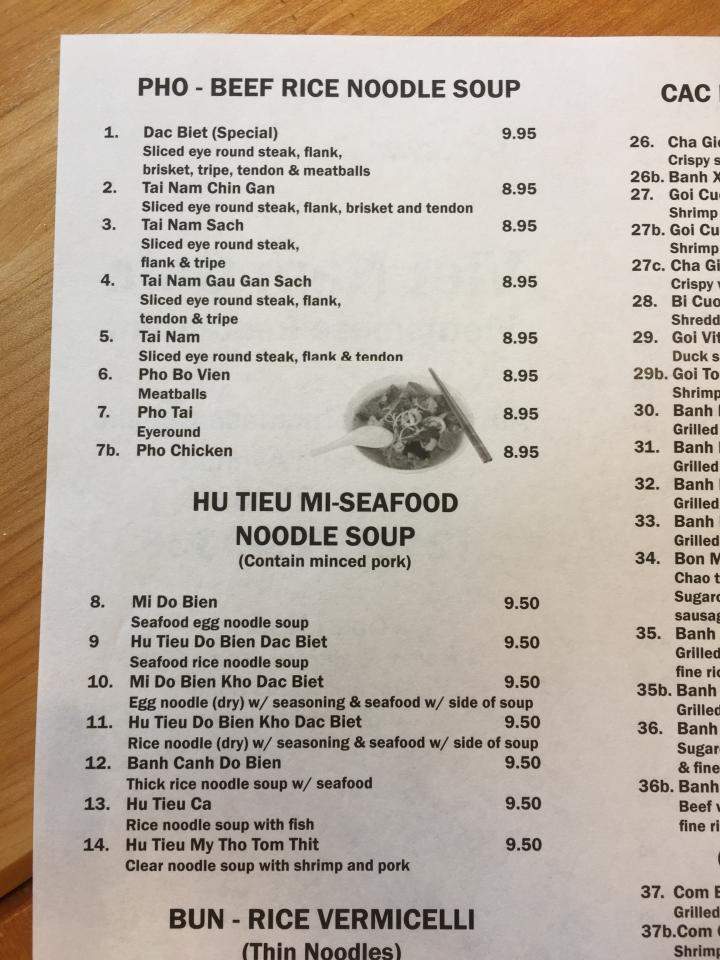 PHO - BEEF RICE NOODLE SOUP
1. Dac Biet (Special) 9.95
Sliced eye round steak, flank,
brisket, tripe, tendon & meatballs
2. Tai Nam Chin Gan 8.95
Sliced eye round steak, flank, brisket and tendon
3. Tai Nam Sach 8.95
Sliced eye round steak,
flank & tripe
4. Tai Nam Gau Gan Sach 8.95
Sliced eye round steak, flank,
tendon & tripe
5. Tai Nam 8.95
Sliced eye round steak, flank & tendon
6. Pho Bo Vien 8.95
Meatballs
7. Pho Tai 8.95
Eyeround
7b. Pho Chicken 8.95
HU TIEU MI-SEAFOOD
NOODLE SOUP
(Contain minced pork)
8. Mi Do Bien 9.50
Seafood egg noodle soup
9 Hu Tieu Do Bien Dac Biet 9.50
Seafood rice noodle soup
10. Mi Do Bien Kho Dac Biet 9.50
Egg noodle (dry) w/ seasoning & seafood w/ side of soup
11. Hu Tieu Do Bien Kho Dac Biet 9.50
Rice noodle (dry) w/ seasoning & seafood w/ side of soup
12. Banh Canh Do Bien 9.50
Thick rice noodle soup w/ seafood
13. Hu Tieu Ca 9.50
Rice noodle soup with fish
14. Hu Tieu My Tho Tom Thit 9.50
Clear noodle soup with shrimp and pork
BUN - RICE VERMICELLI
(Thin Noodles)
CAC
26. Cha Gio
Crispy
26b. Banh X
27. Goi Cu
Shrimp
27b. Goi Cu
Shrimp
27c. Cha Gi
Crispy
28. Bi Cuo
Shredd
29. Goi Vit
Duck s
29b. Goi To
Shrimp
30. Banh
Grilled
31. Banh
Grilled
32. Banh
Grilled
33. Banh
Grilled
34. Bon M
Chao t
Sugarc
sausag
35. Banh
Grilled
fine ric
35b. Banh
Grilled
36. Banh
Sugar
& fine
36b. Banh
Beef
fine ri
37. Com
Grilled
37b.Com
Shrimp